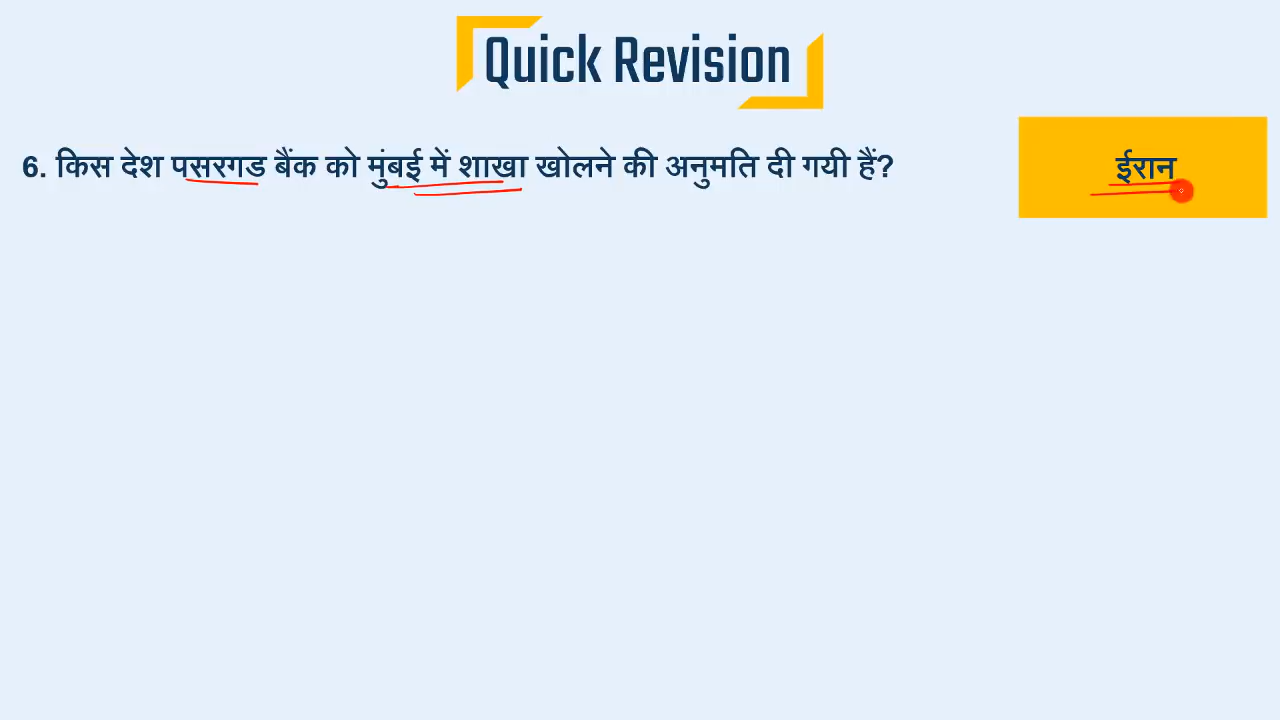 Quick Revision
6. किस देश पसरगड बैंक को मुंबई में शाखा खोलने की अनुमति दी गयी हैं?
ईरान